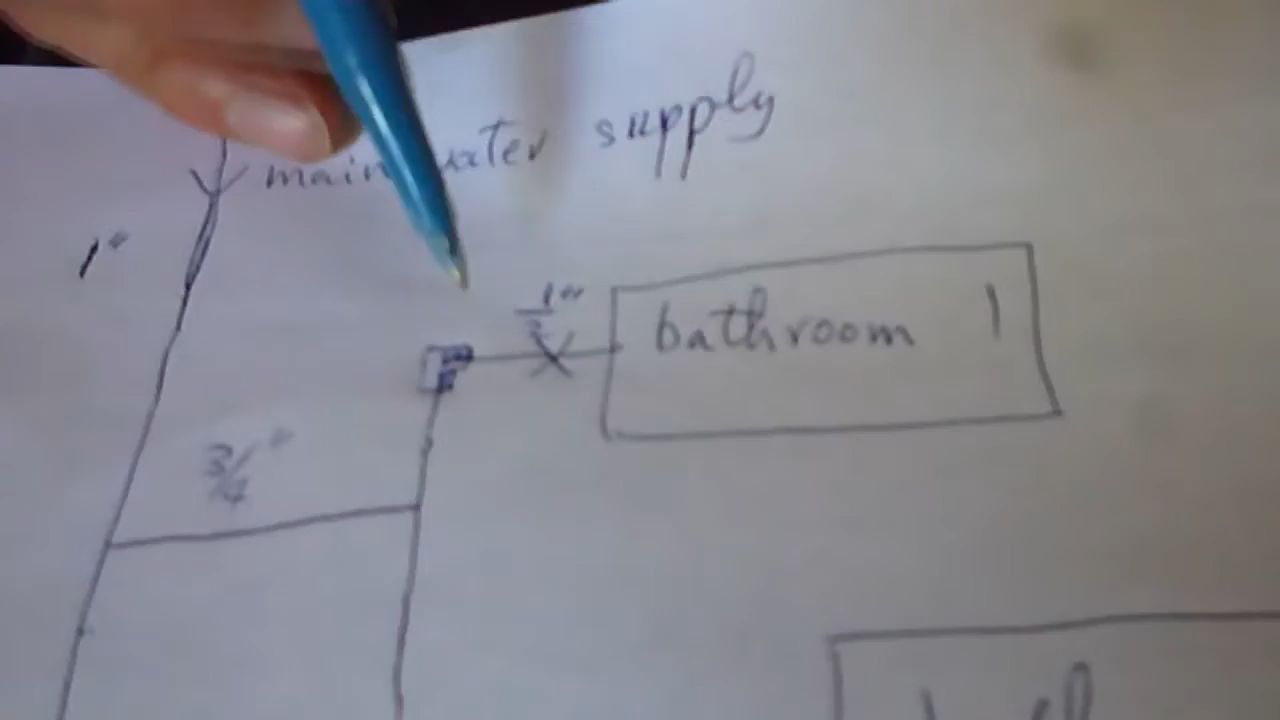 main water supply
1"
1/2"
bathroom 1
3/4"